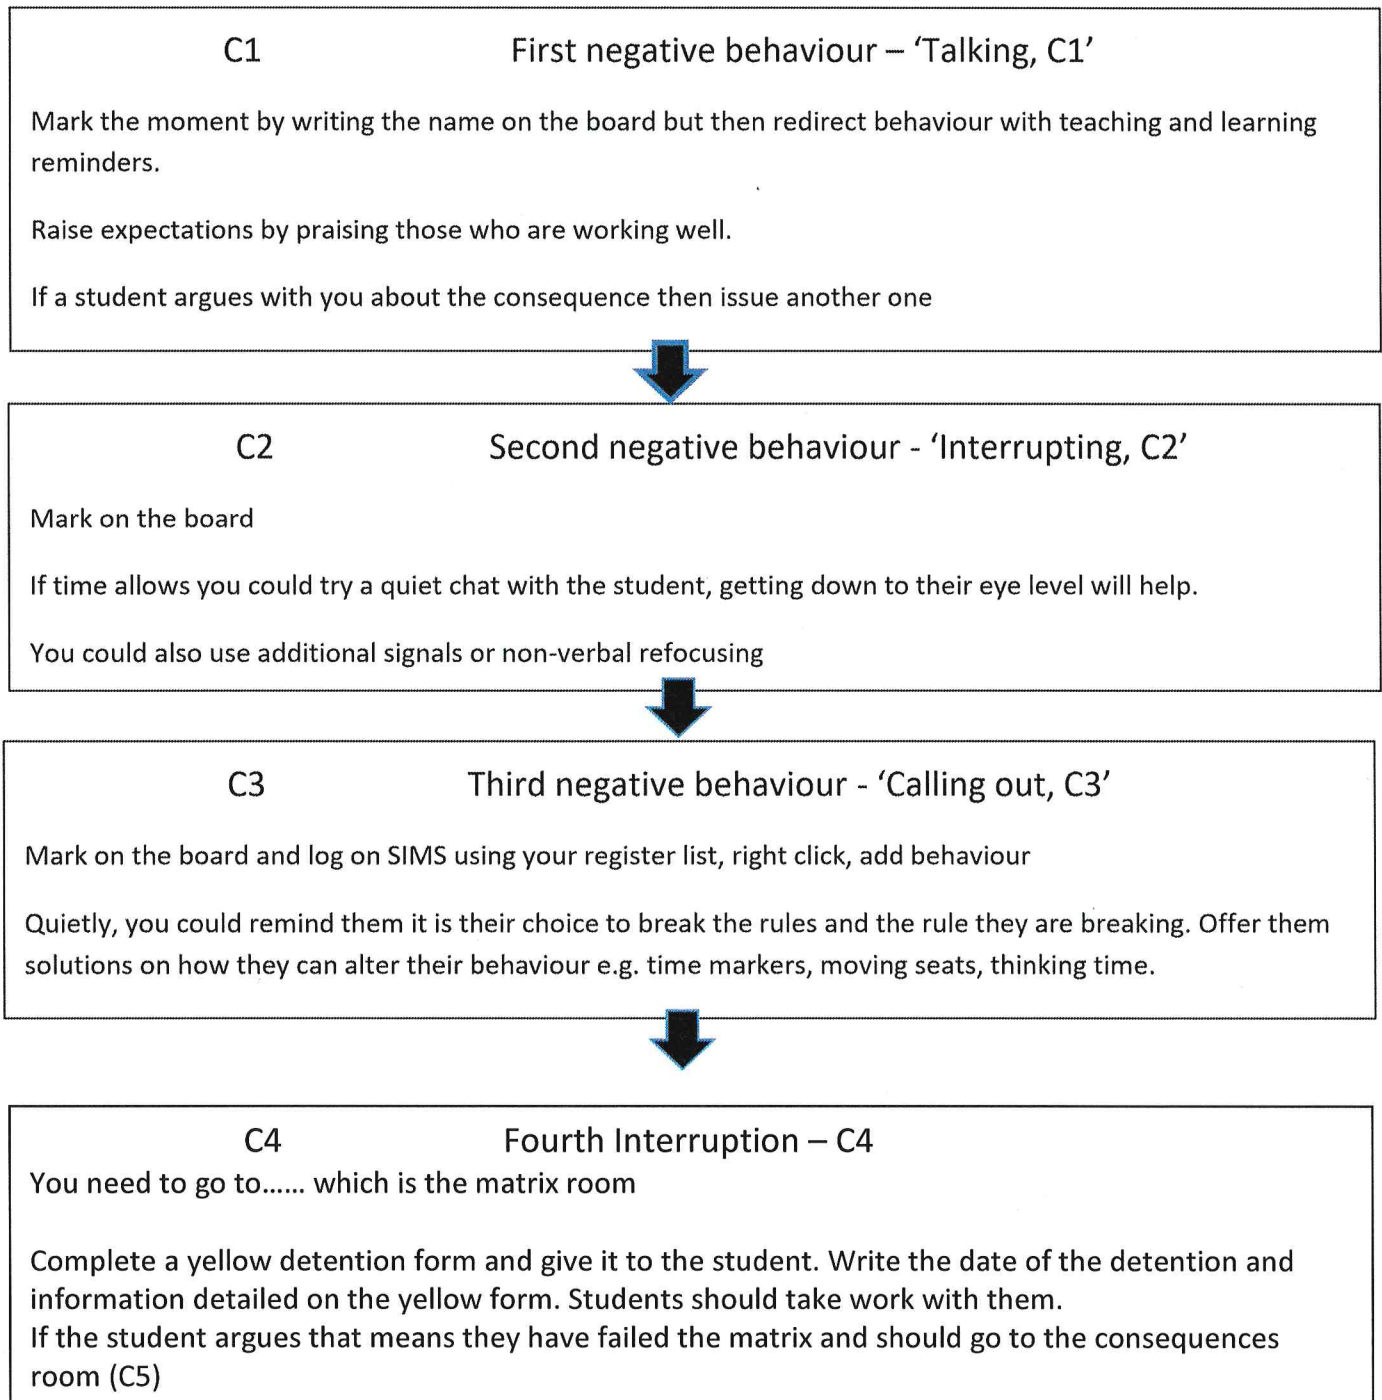 C1 First negative behaviour – ‘Talking, C1’
Mark the moment by writing the name on the board but then redirect behaviour with teaching and learning
reminders.
Raise expectations by praising those who are working well.
If a student argues with you about the consequence then issue another one
C2 Second negative behaviour - ‘Interrupting, C2’
Mark on the board
If time allows you could try a quiet chat with the student, getting down to their eye level will help.
You could also use additional signals or non-verbal refocusing
C3 Third negative behaviour - ‘Calling out, C3’
Mark on the board and log on SIMS using your register list, right click, add behaviour
Quietly, you could remind them it is their choice to break the rules and the rule they are breaking. Offer them
solutions on how they can alter their behaviour e.g. time markers, moving seats, thinking time.
C4 Fourth Interruption – C4
You need to go to...... which is the matrix room
Complete a yellow detention form and give it to the student. Write the date of the detention and
information detailed on the yellow form. Students should take work with them.
If the student argues that means they have failed the matrix and should go to the consequences
room (C5)